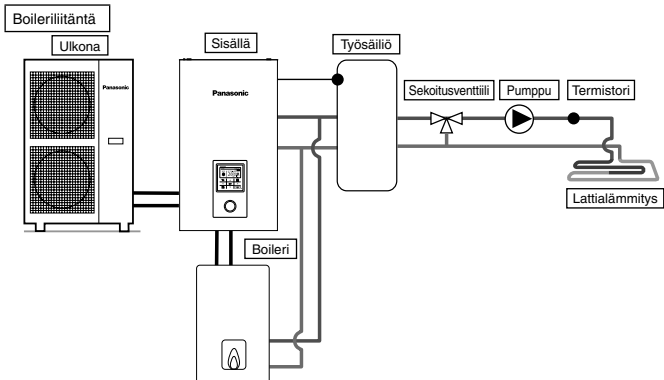 Boileriliitäntä
Ulkona
Sisällä
Työsäiliö
Sekoitusventtiili
Pumppu
Termistori
Panasonic
Panasonic
Lattialämmitys
Boileri